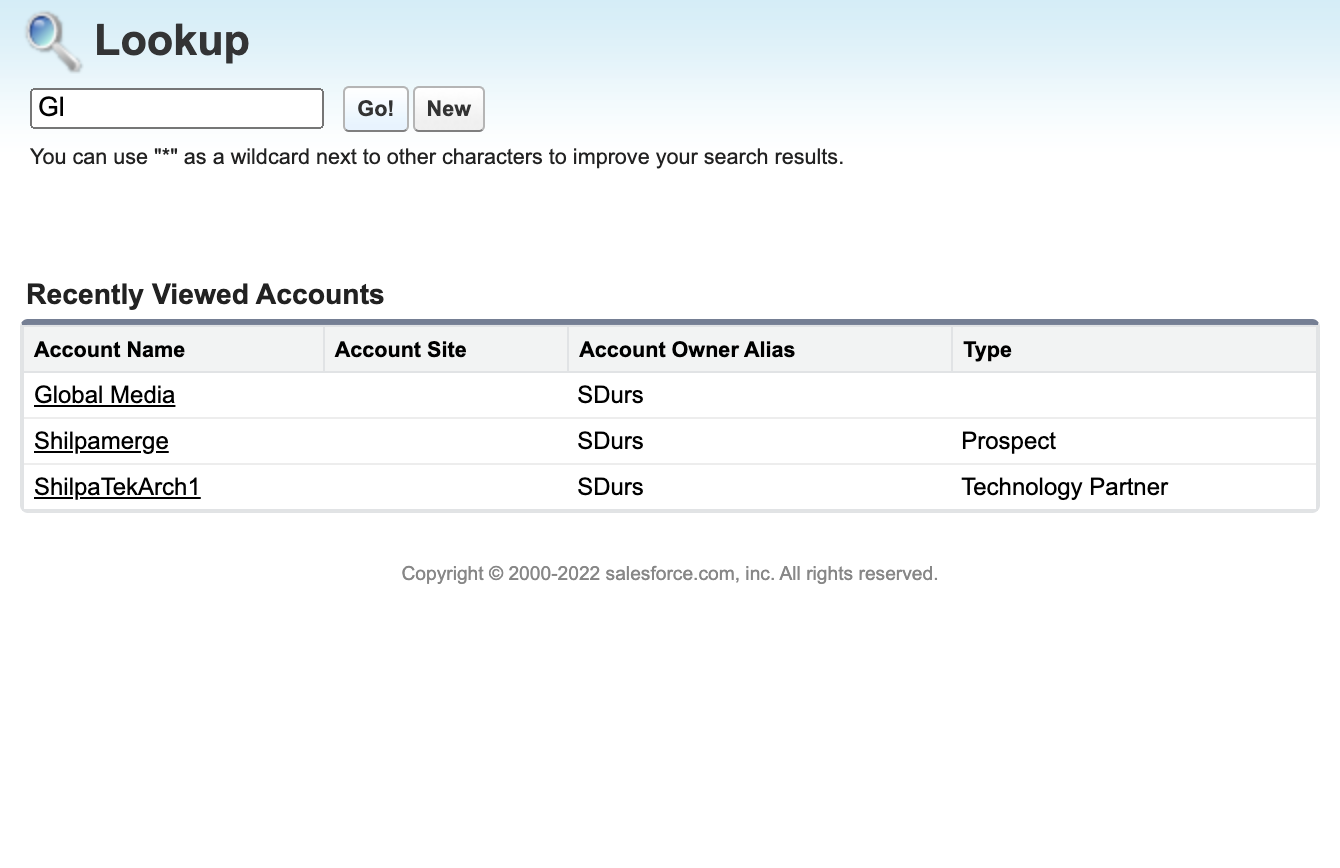 Lookup
Gl
Go! New
You can use "*" as a wildcard next to other characters to improve your search results.
Recently Viewed Accounts
Account Name Account Site Account Owner Alias Type
Global Media SDurs
Shilpamerge SDurs Prospect
ShilpaTekArch1 SDurs Technology Partner
Copyright © 2000-2022 salesforce.com, inc. All rights reserved.